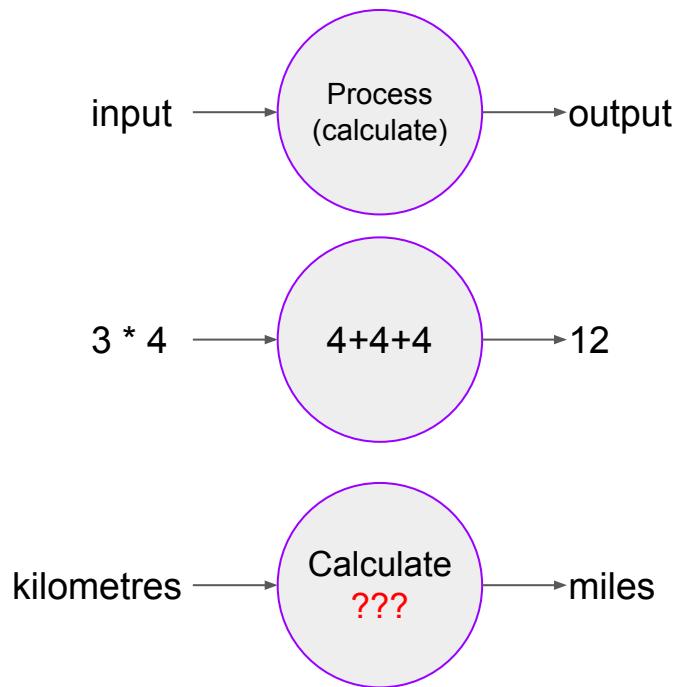 input
Process
(calculate)
output
3 * 4
4+4+4
12
kilometres
Calculate
???
miles